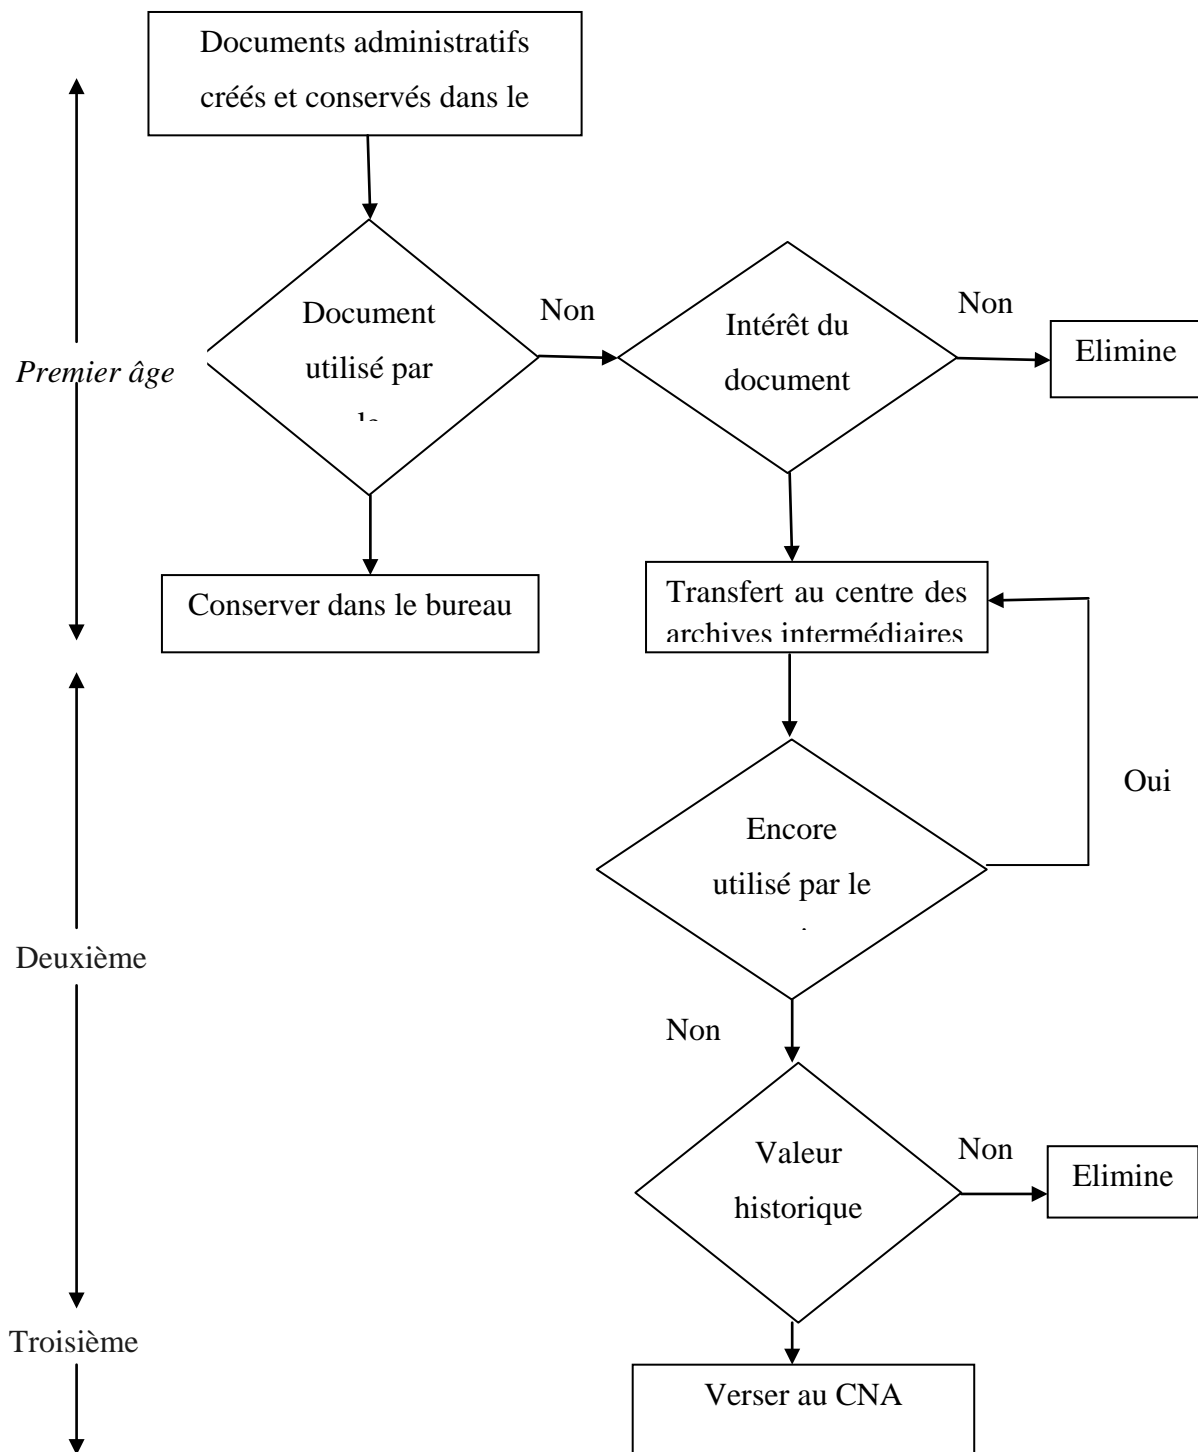 Documents administratifs
créés et conservés dans le
Document
utilisé par
Non
Intérêt du
document
Non
Elimine
Premier âge
Conserver dans le bureau
Transfert au centre des
archives intermédiaires
Oui
Encore
utilisé par le
Deuxième
Non
Valeur
historique
Non
Elimine
Troisième
Verser au CNA